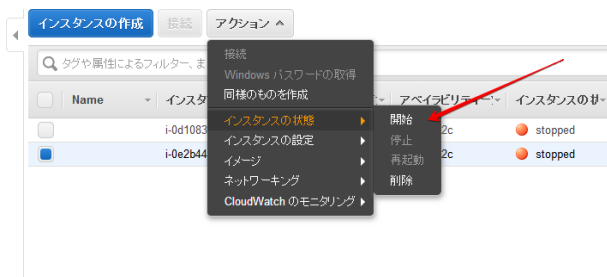 インスタンスの作成 接続 アクション
タグや属性によるフィルター、ま
Name インスタ アベイラビリティー インスタンスの
i-0d1083 2c stopped
i-0e2b44 2c stopped
接続
Windows パスワードの取得
同様のものを作成
インスタンスの状態
インスタンスの設定
イメージ
ネットワーキング
CloudWatch のモニタリング
開始
停止
再起動
削除